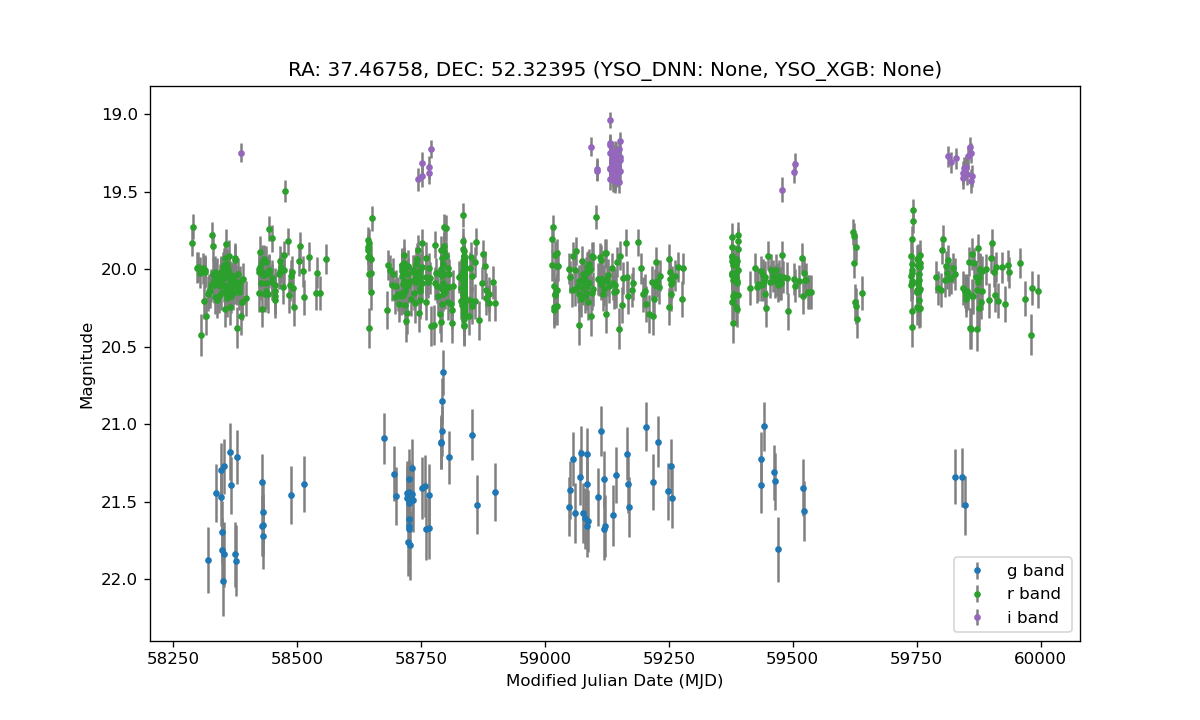 RA: 37.46758, DEC: 52.32395 (YSO_DNN: None, YSO_XGB: None)
19.0
19.5
20.0
20.5
21.0
21.5
22.0
Magnitude
g band
r band
i band
58250 58500 58750 59000 59250 59500 59750 60000
Modified Julian Date (MJD)